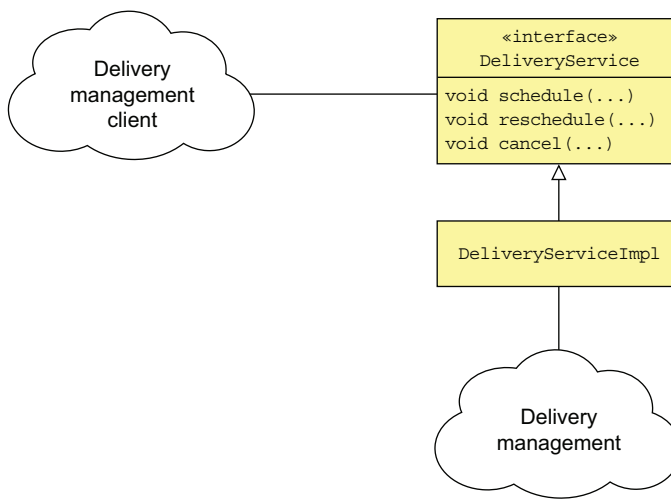 Delivery
management
client
«interface»
DeliveryService
void schedule(...)
void reschedule(...)
void cancel(...)
DeliveryServiceImpl
Delivery
management